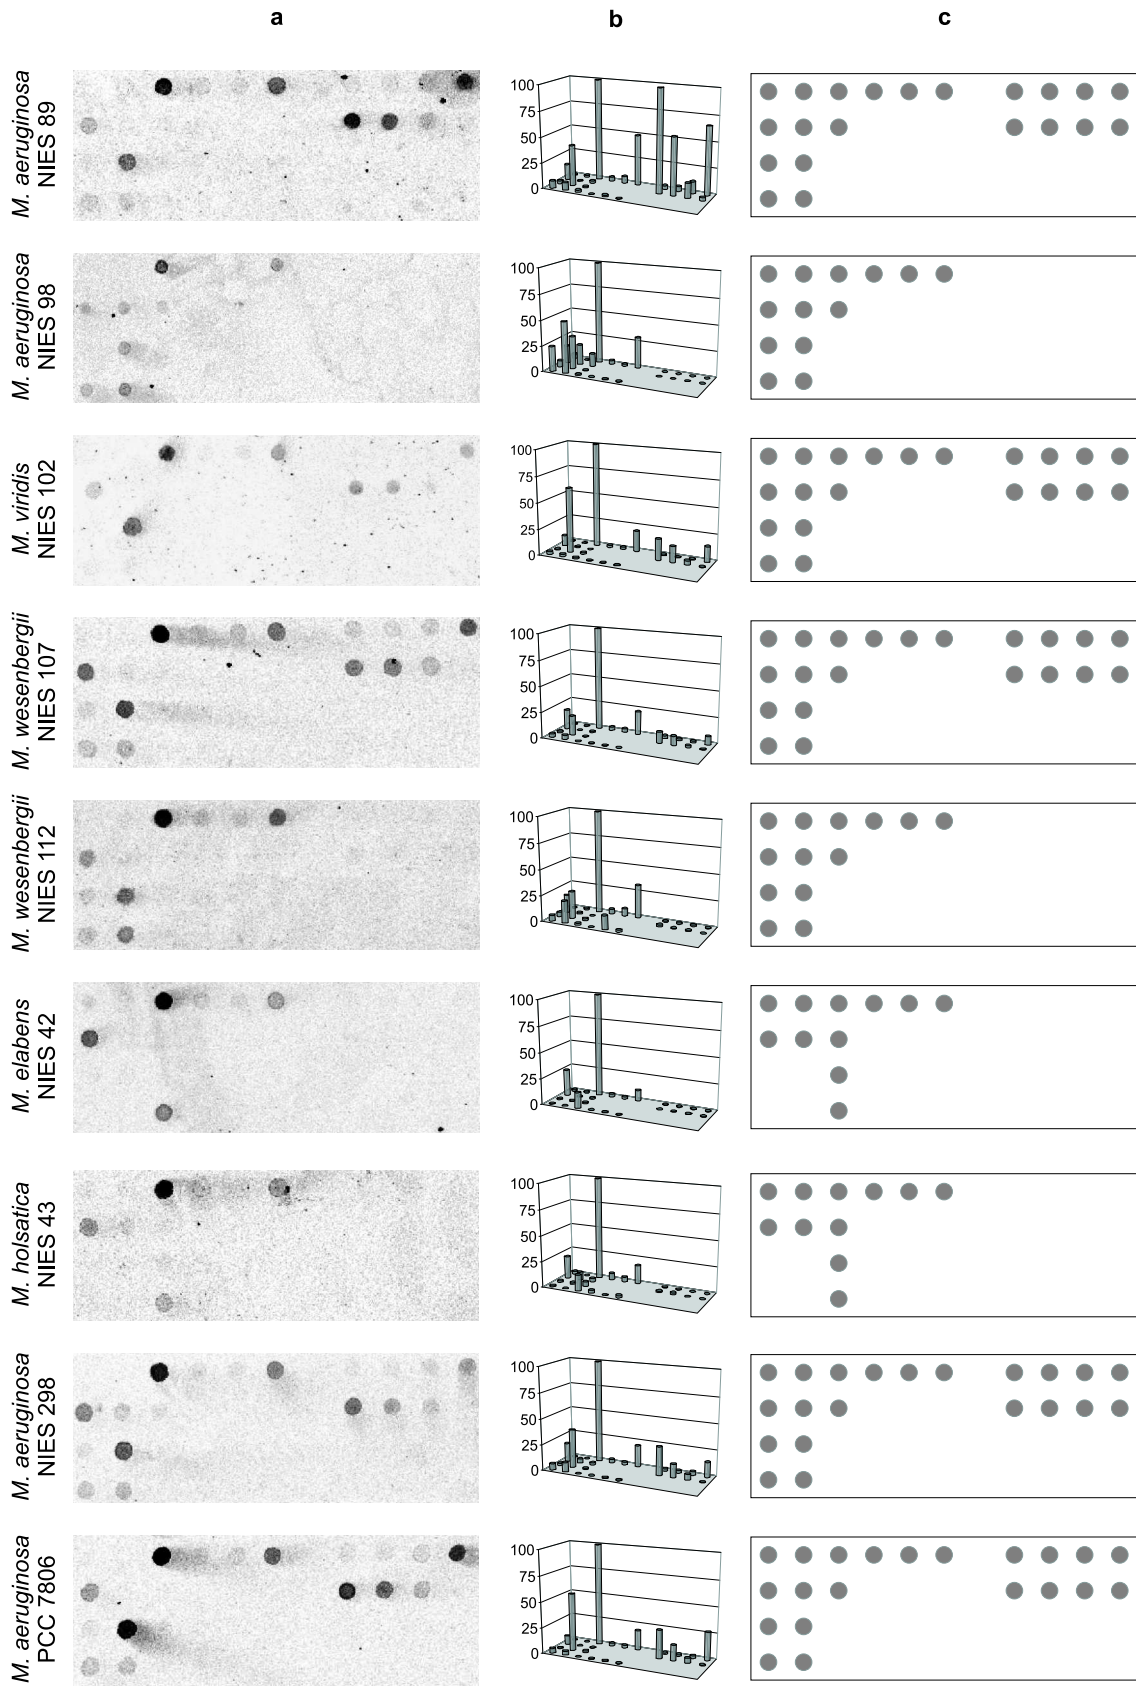 a b c
M. aeruginosa
NIES 89
100
75
50
25
0
M. aeruginosa
NIES 98
100
75
50
25
0
M. viridis
NIES 102
100
75
50
25
0
M. wesenbergii
NIES 107
100
75
50
25
0
M. wesenbergii
NIES 112
100
75
50
25
0
M. elabens
NIES 42
100
75
50
25
0
M. holsatica
NIES 43
100
75
50
25
0
M. aeruginosa
NIES 298
100
75
50
25
0
M. aeruginosa
PCC 7806
100
75
50
25
0